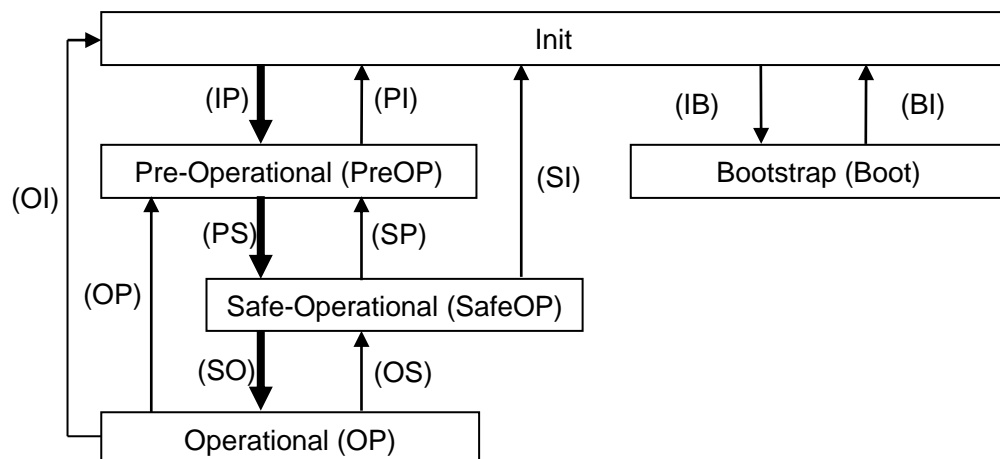 Init
(IP)
(PI)
(IB)
(BI)
Pre-Operational (PreOP)
Bootstrap (Boot)
(SI)
(OI)
(PS)
(SP)
(OP)
Safe-Operational (SafeOP)
(SO)
(OS)
Operational (OP)